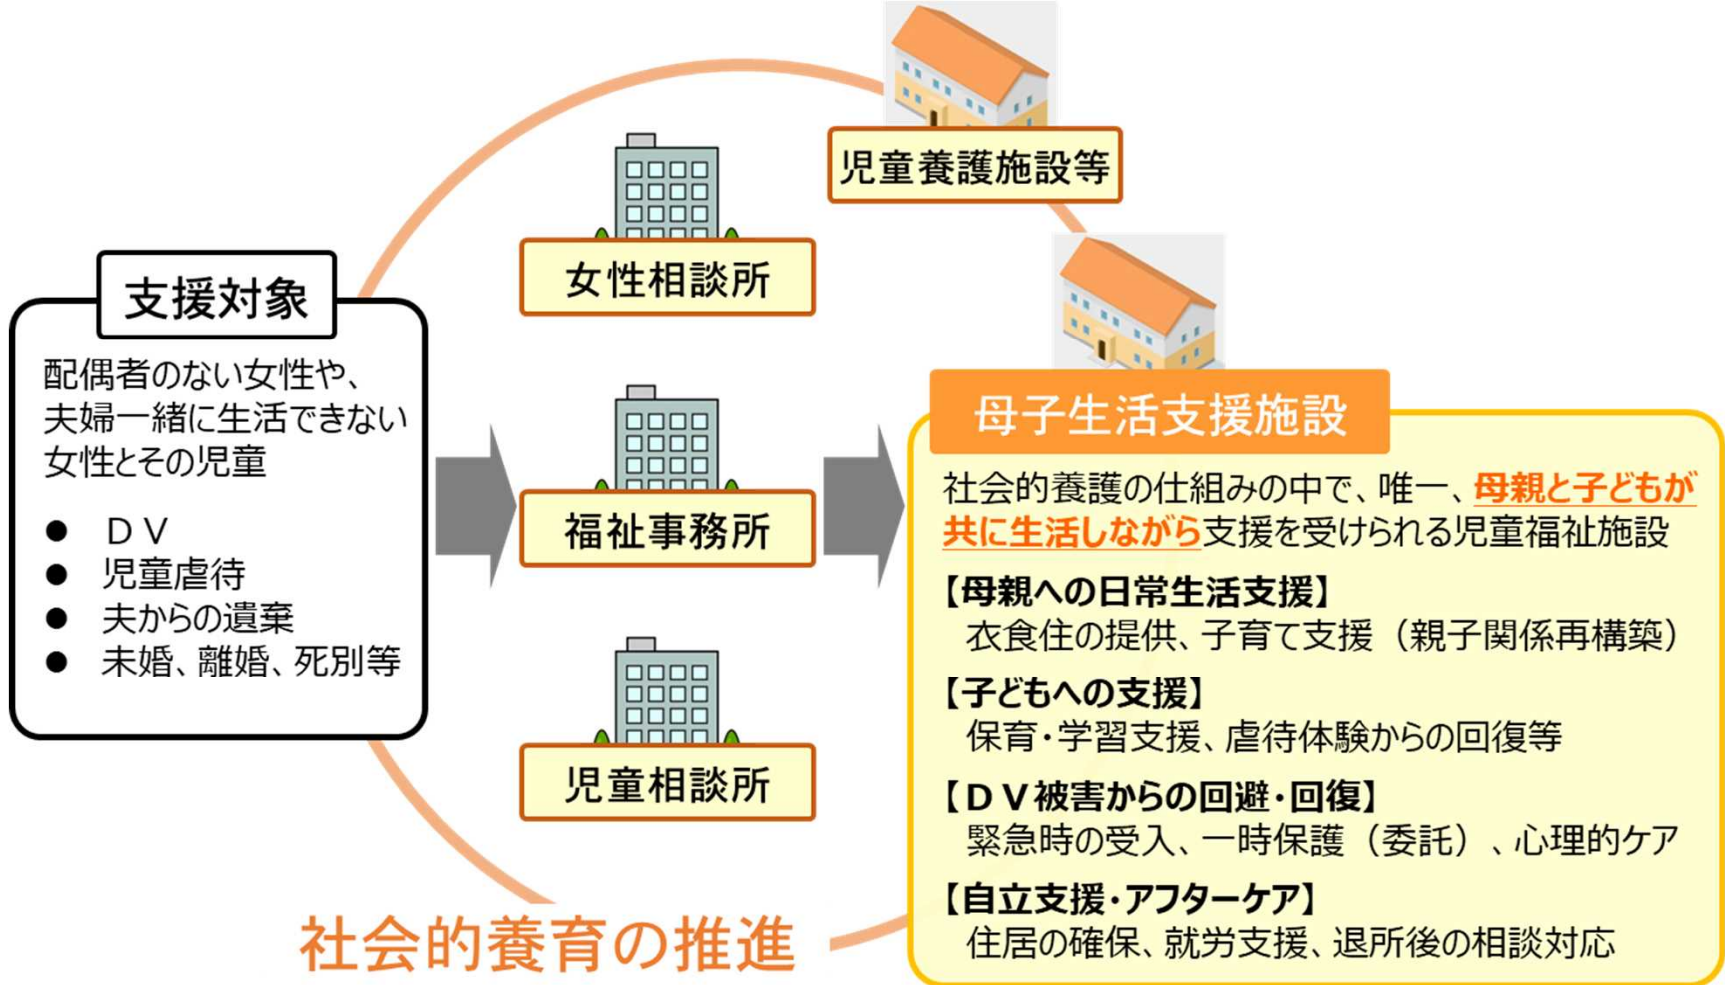 児童養護施設等
女性相談所
支援対象
配偶者のない女性や、
夫婦一緒に生活できない
女性とその児童
● ＤＶ
● 児童虐待
● 夫からの遺棄
● 未婚、離婚、死別等
福祉事務所
児童相談所
母子生活支援施設
社会的養護の仕組みの中で、唯一、母親と子どもが
共に生活しながら支援を受けられる児童福祉施設
【母親への日常生活支援】
衣食住の提供、子育て支援（親子関係再構築）
【子どもへの支援】
保育・学習支援、虐待体験からの回復等
【ＤＶ被害からの回避・回復】
緊急時の受入、一時保護（委託）、心理的ケア
【自立支援・アフターケア】
住居の確保、就労支援、退所後の相談対応
社会的養育の推進